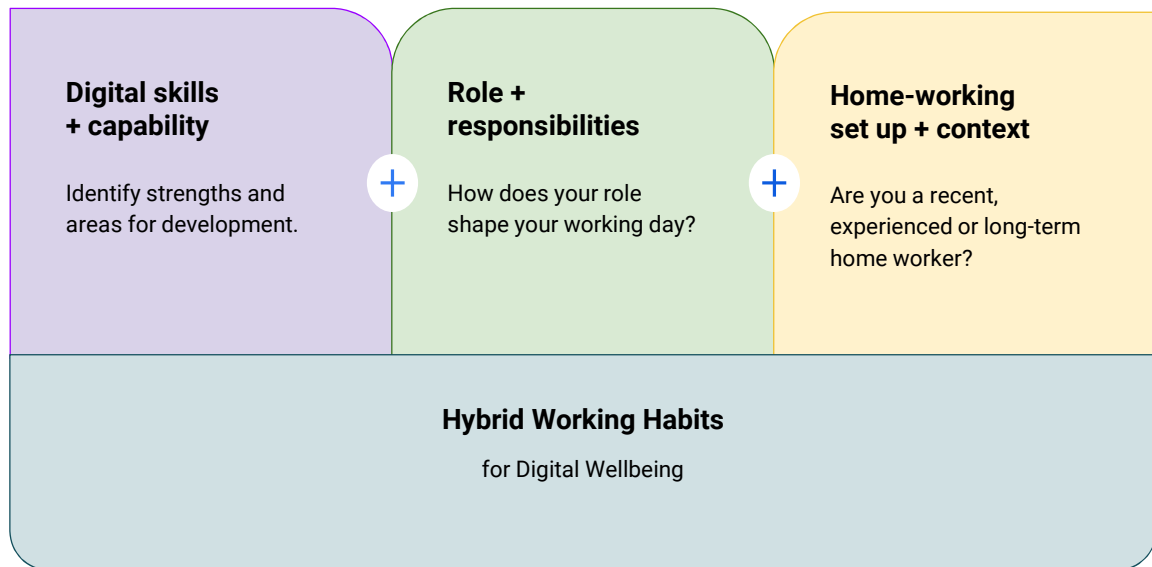 Digital skills
+ capability
Identify strengths and
areas for development.
+
Role +
responsibilities
How does your role
shape your working day?
+
Home-working
set up + context
Are you a recent,
experienced or long-term
home worker?
Hybrid Working Habits
for Digital Wellbeing